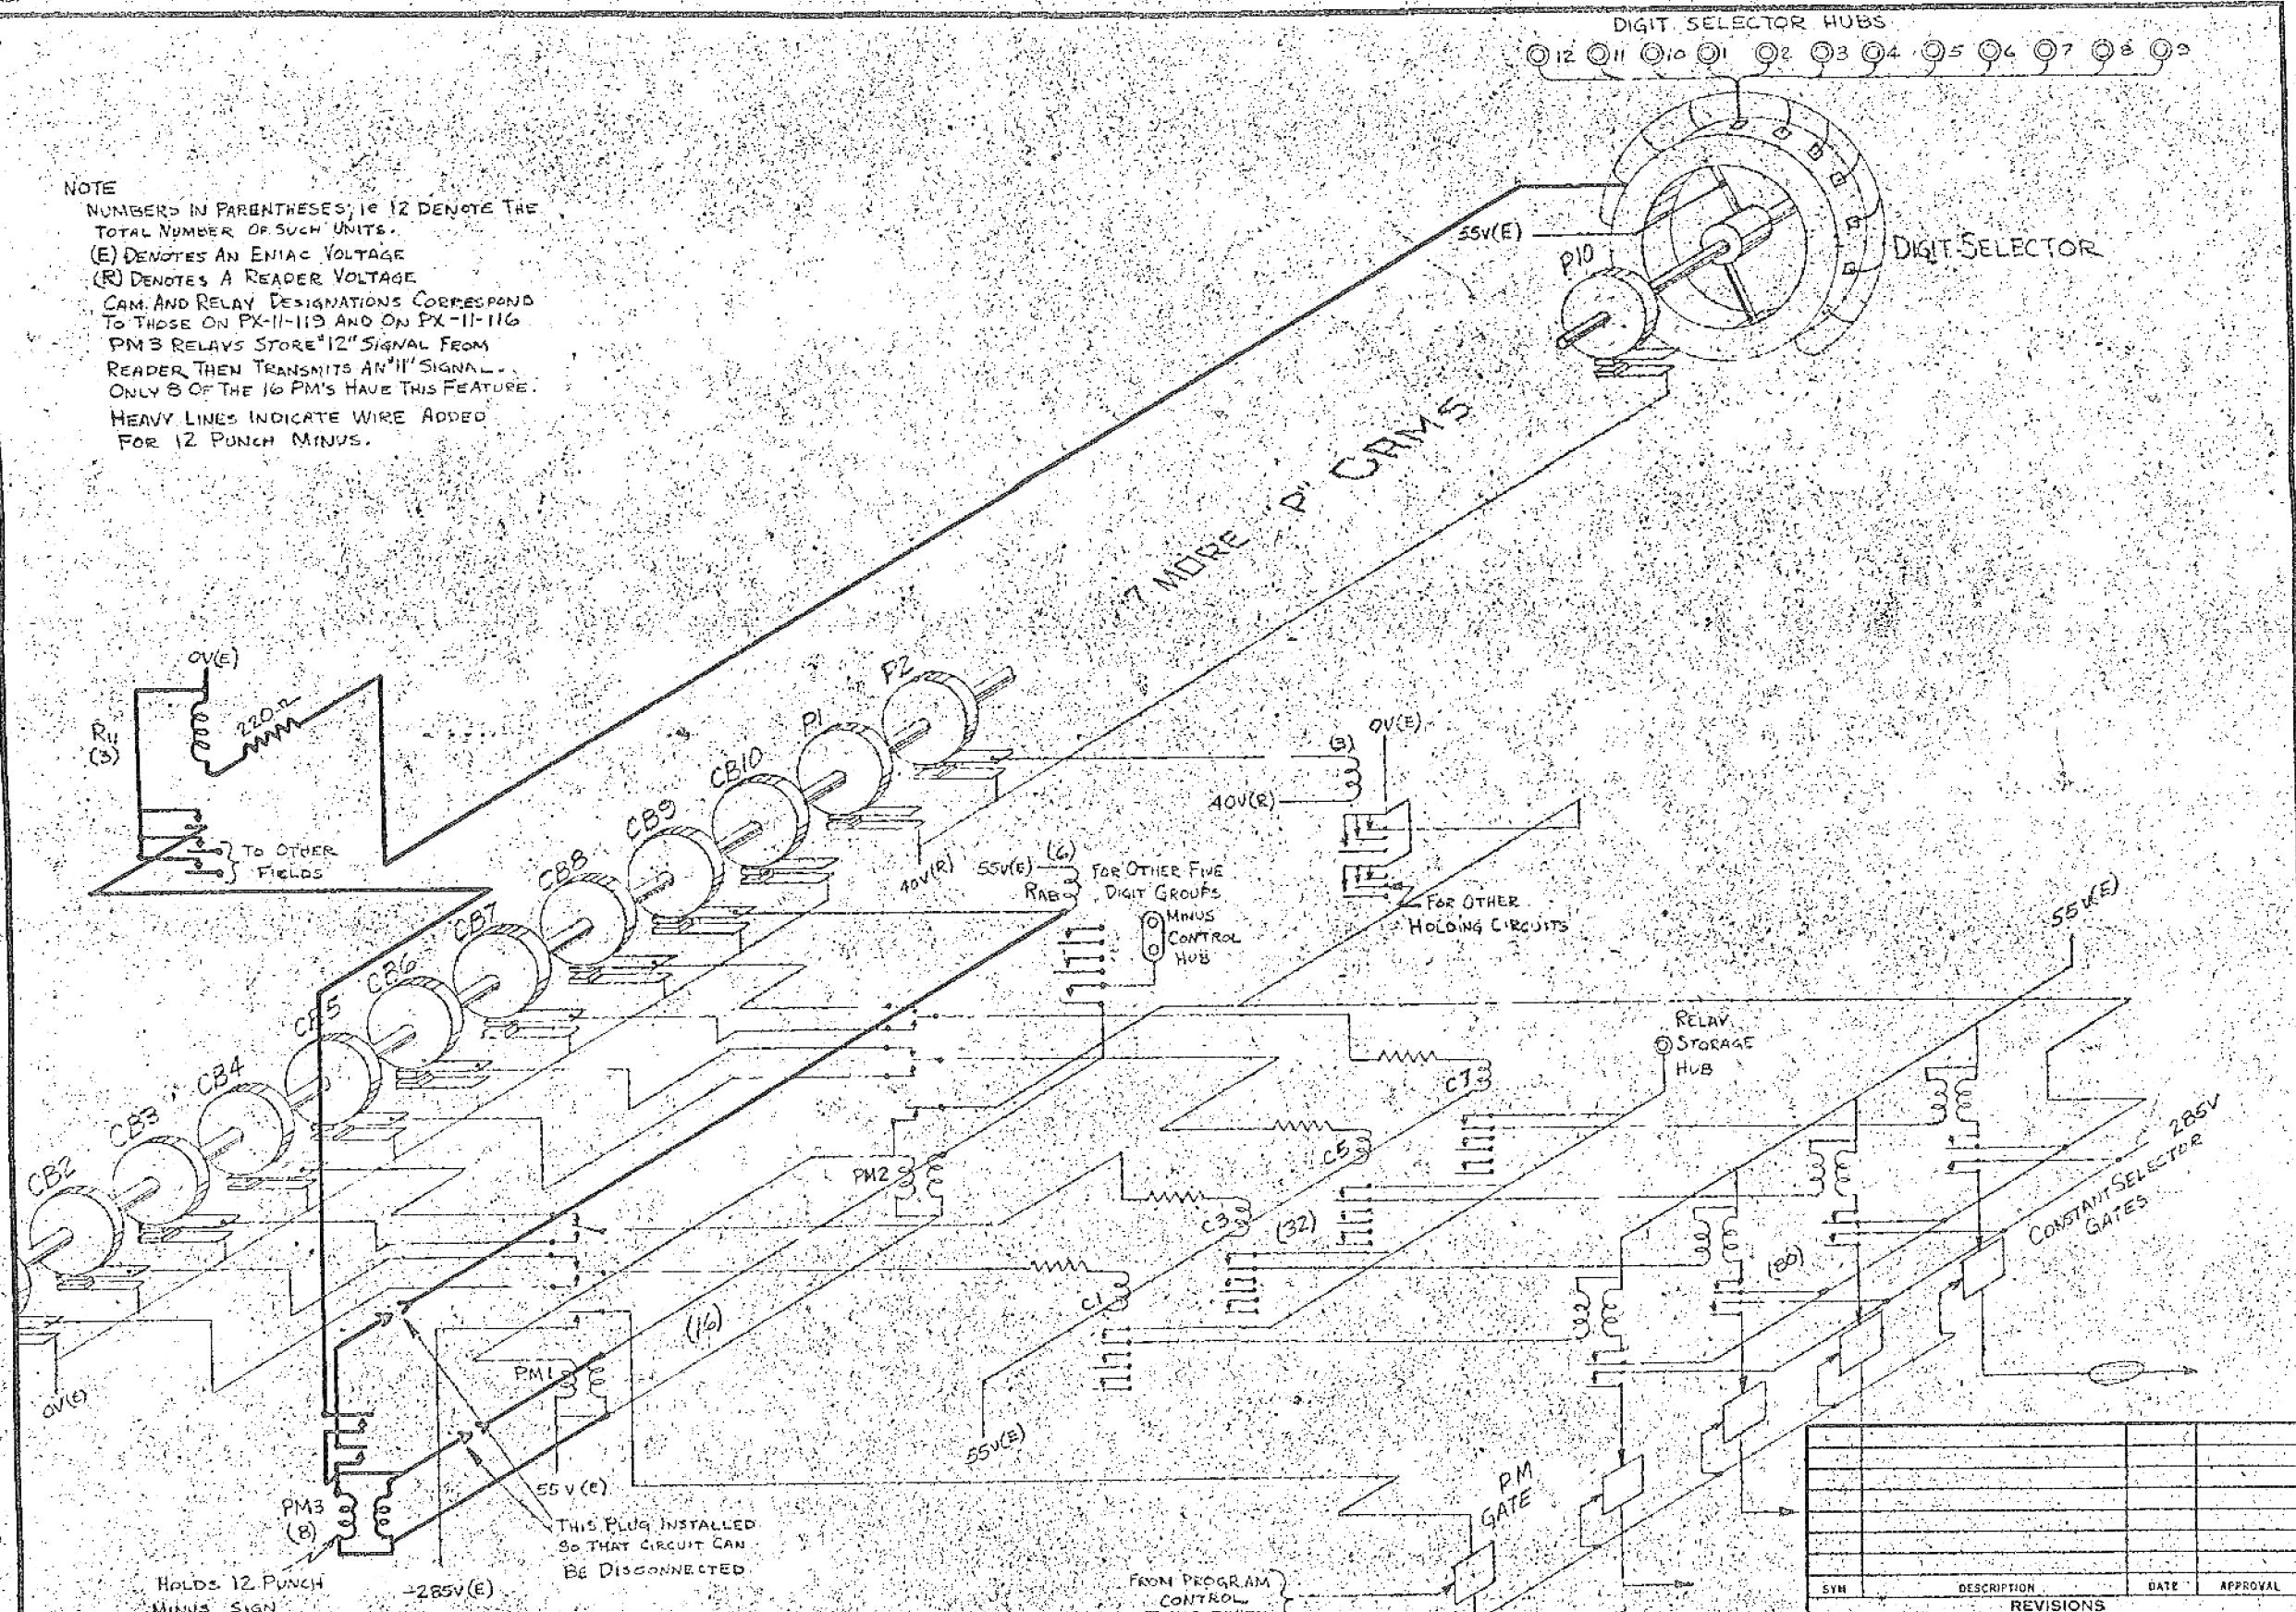 DIGIT SELECTOR HUBS
12 11 10 1 2 3 4 5 6 7 8 9
NOTE
NUMBERS IN PARENTHESES; ie 12 DENOTE THE
TOTAL NUMBER OF SUCH UNITS.
(E) DENOTES AN ENIAC VOLTAGE
(R) DENOTES A READER VOLTAGE
CAM. AND RELAY DESIGNATIONS CORRESPOND
TO THOSE ON PX-11-119 AND ON PX-11-116
PM3 RELAYS STORE "12" SIGNAL FROM
READER THEN TRANSMITS AN "11" SIGNAL.
ONLY 8 OF THE 16 PM'S HAVE THIS FEATURE.
HEAVY LINES INDICATE WIRE ADDED
FOR 12 PUNCH MINUS.
55V(E)
P10
DIGIT SELECTOR
7 MORE "P" CAMS
0V(E)
220Ω
R11
(3)
TO OTHER
FIELDS
P2
P1
CB10
CB9
CB8
CB7
CB6
CB5
CB4
CB3
CB2
0V(E)
(3)
0V(E)
40V(R)
40V(R)
55V(E)
(6)
RAB
FOR OTHER FIVE
DIGIT GROUPS
MINUS
CONTROL
HUB
FOR OTHER
HOLDING CIRCUITS
55V(E)
RELAY
STORAGE
HUB
C7
C5
C3
C1
(32)
PM2
(16)
PM1
55V(E)
55V(E)
(80)
285V
CONSTANT SELECTOR
GATES
PM
GATE
PM3
(8)
THIS PLUG INSTALLED
SO THAT CIRCUIT CAN
BE DISCONNECTED
HOLDS 12 PUNCH
MINUS SIGN
-285V(E)
FROM PROGRAM
CONTROL
SYM DESCRIPTION DATE APPROVAL
REVISIONS